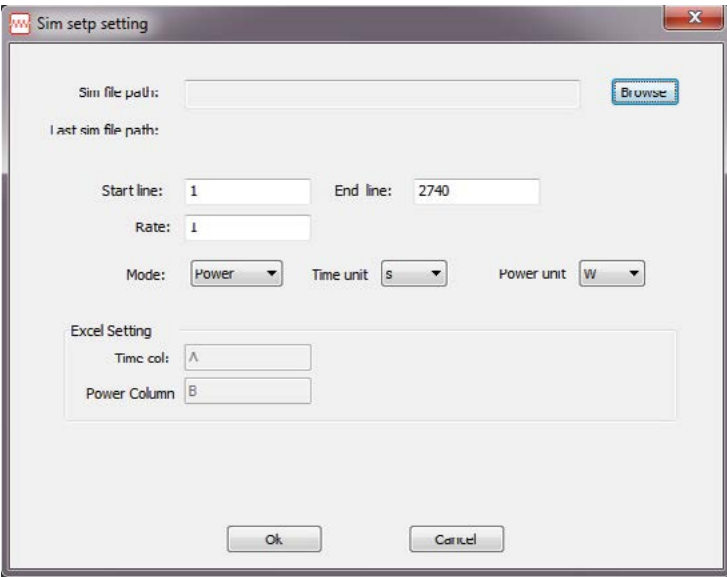 Sim setp setting
Sim file path: Browse
Last sim file path:
Start line: 1 End line: 2740
Rate: 1
Mode: Power Time unit s Power unit W
Excel Setting
Time col: A
Power Column B
Ok Cancel